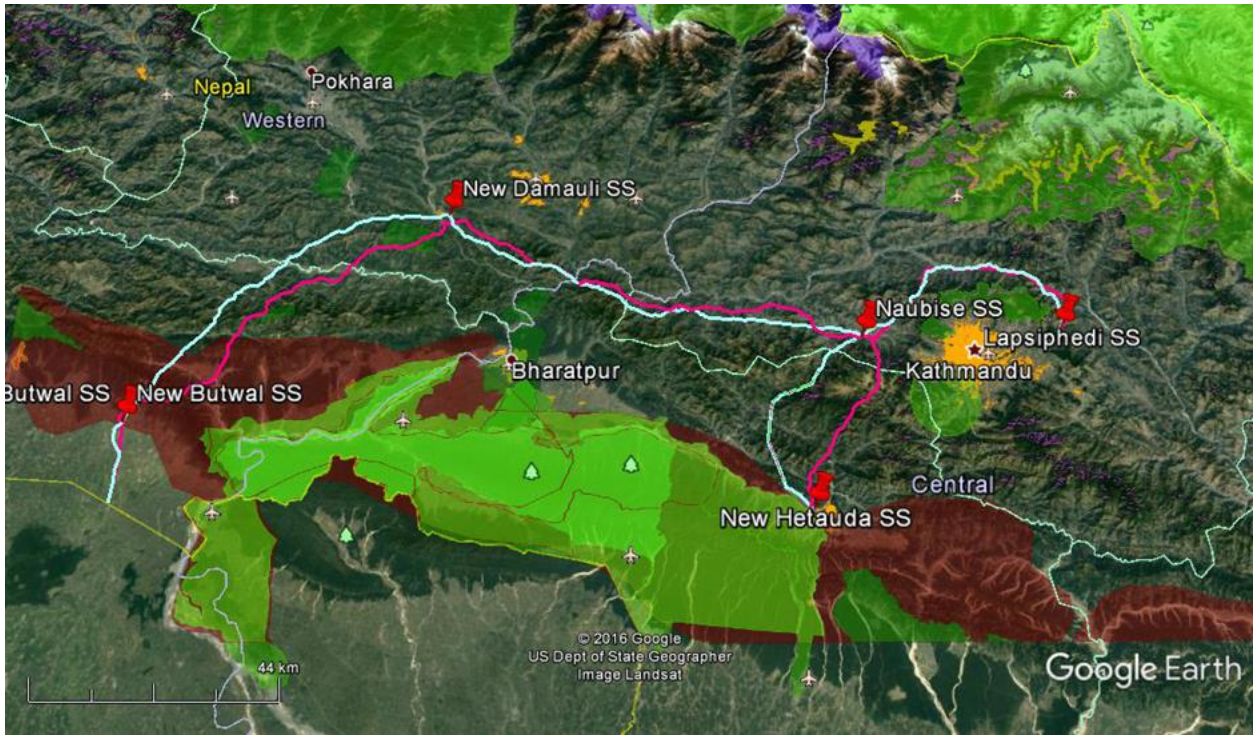 Pokhara
Nepal
Western
New Damauli SS
Naubise SS
Lapsiphedi SS
Kathmandu
Bharatpur
Butwal SS
New Butwal SS
Central
New Hetauda SS
© 2016 Google
US Dept of State Geographer
Image Landsat
44 km
Google Earth